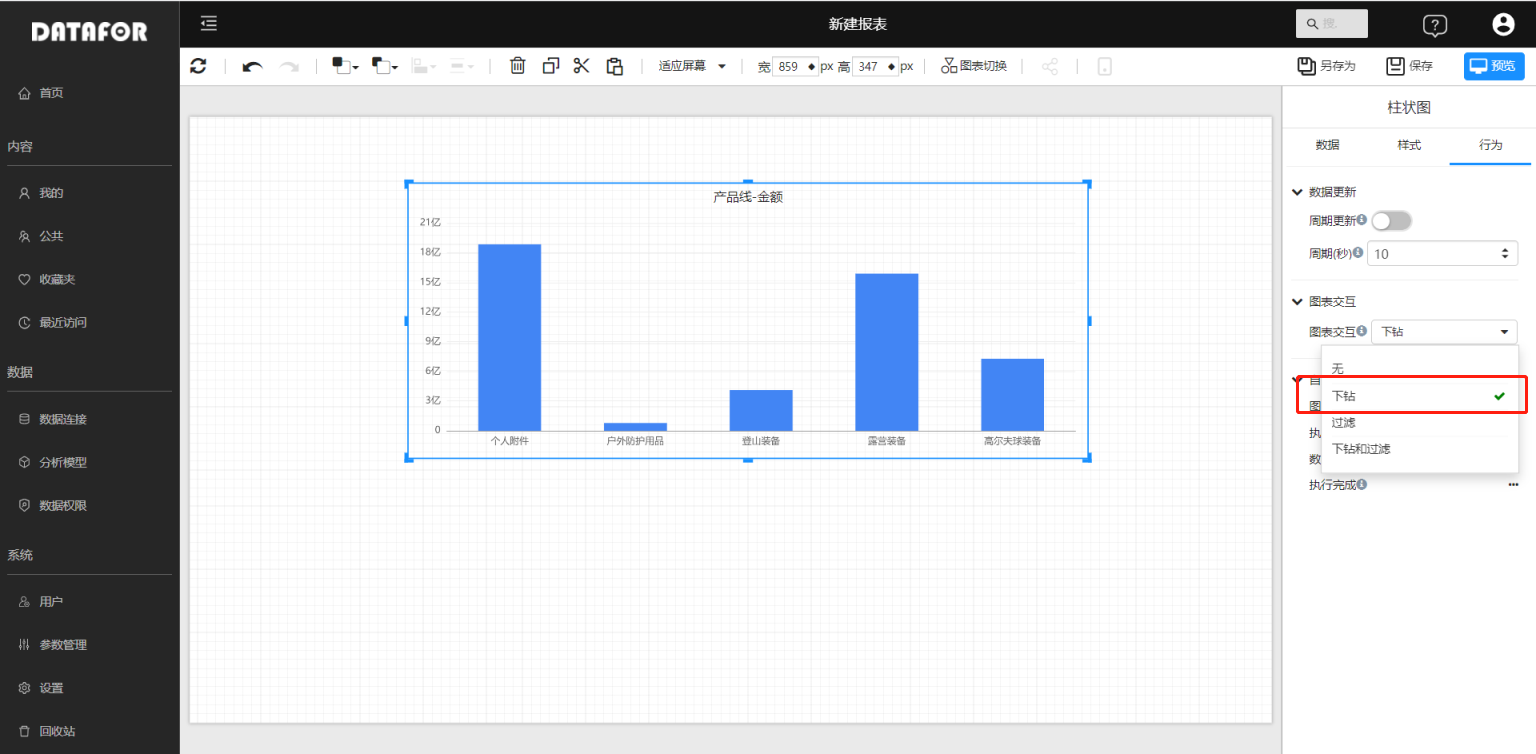 DATAFOR
首页
内容
我的
公共
收藏夹
最近访问
数据
数据连接
分析模型
数据权限
系统
用户
参数管理
设置
回收站
新建报表
搜.
?
适应屏幕
宽 859 px 高 347 px
图表切换
另存为
保存
预览
产品线-金额
21亿
18亿
15亿
12亿
9亿
6亿
3亿
0
个人附件 户外防护用品 登山装备 露营装备 高尔夫球装备
柱状图
数据 样式 行为
数据更新
周期更新
周期(秒) 10
图表交互
图表交互 下钻
无
下钻
过滤
下钻和过滤
执行完成